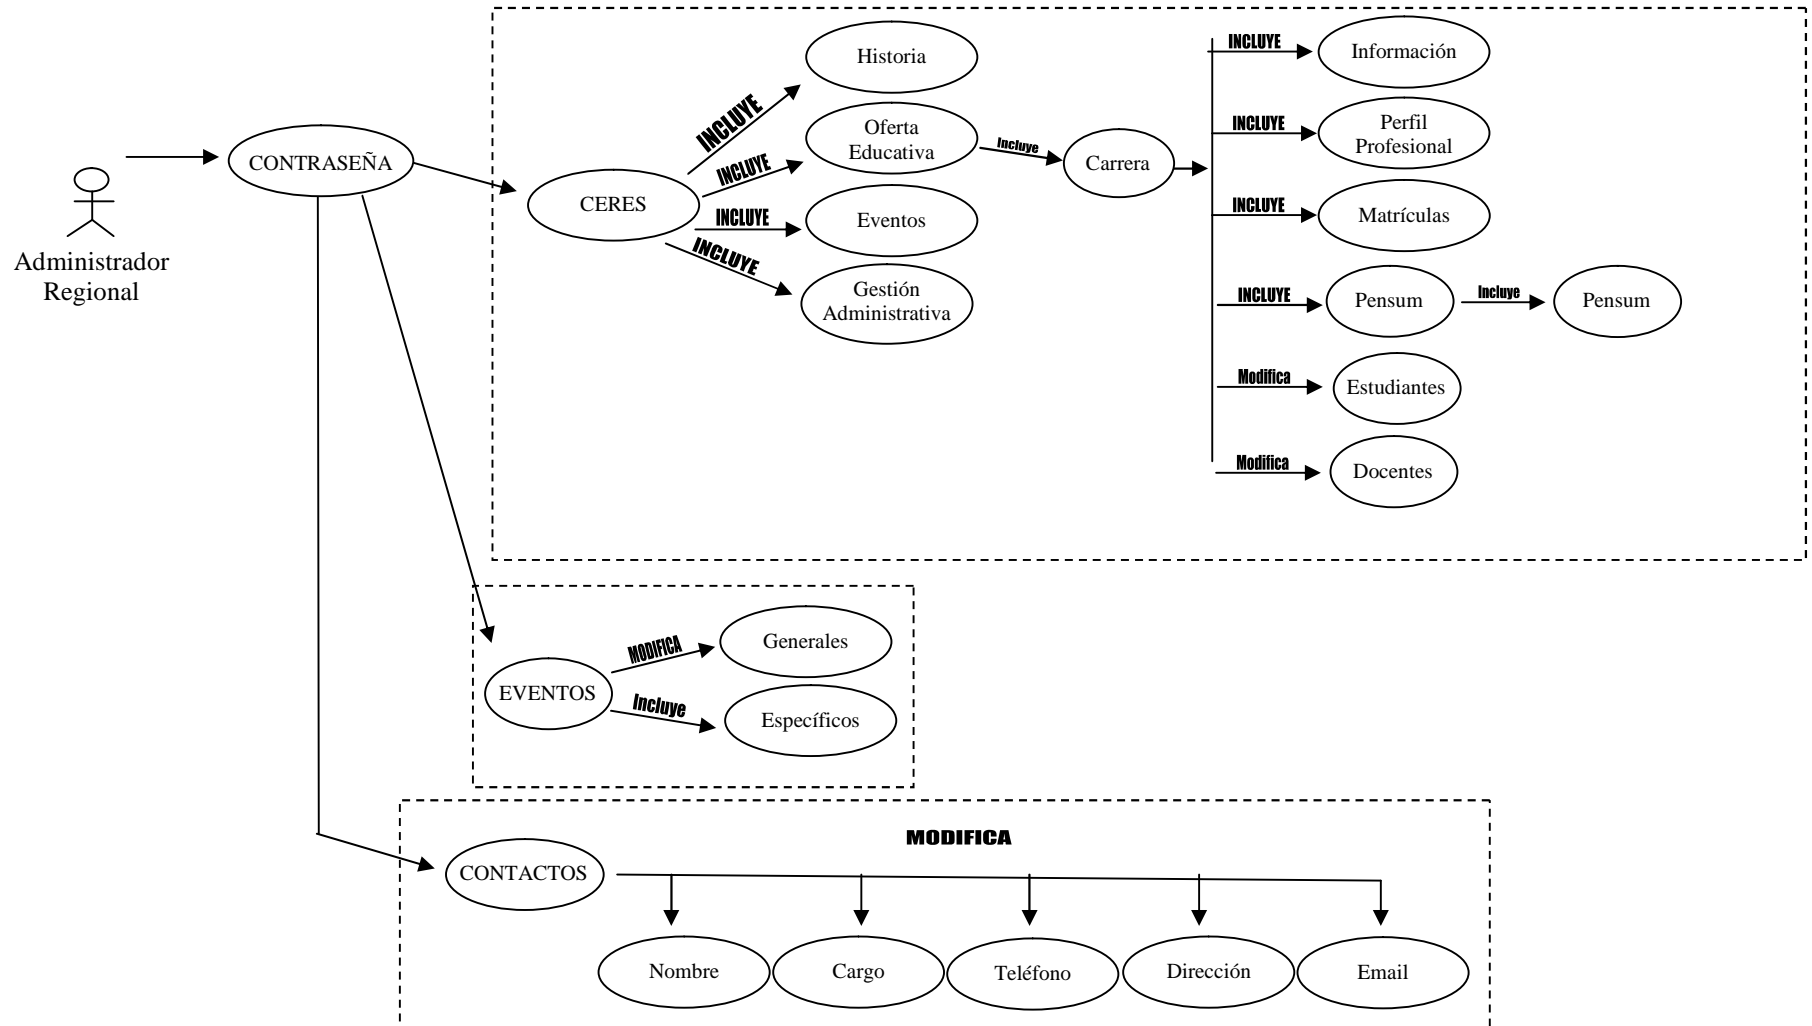 Administrador
Regional
CONTRASEÑA
CERES
INCLUYE
Historia
INCLUYE
Oferta
Educativa
INCLUYE
Eventos
INCLUYE
Gestión
Administrativa
Incluye
Carrera
INCLUYE
Información
INCLUYE
Perfil
Profesional
INCLUYE
Matrículas
INCLUYE
Pensum
Incluye
Pensum
Modifica
Estudiantes
Modifica
Docentes
EVENTOS
MODIFICA
Generales
Incluye
Específicos
MODIFICA
CONTACTOS
Nombre
Cargo
Teléfono
Dirección
Email